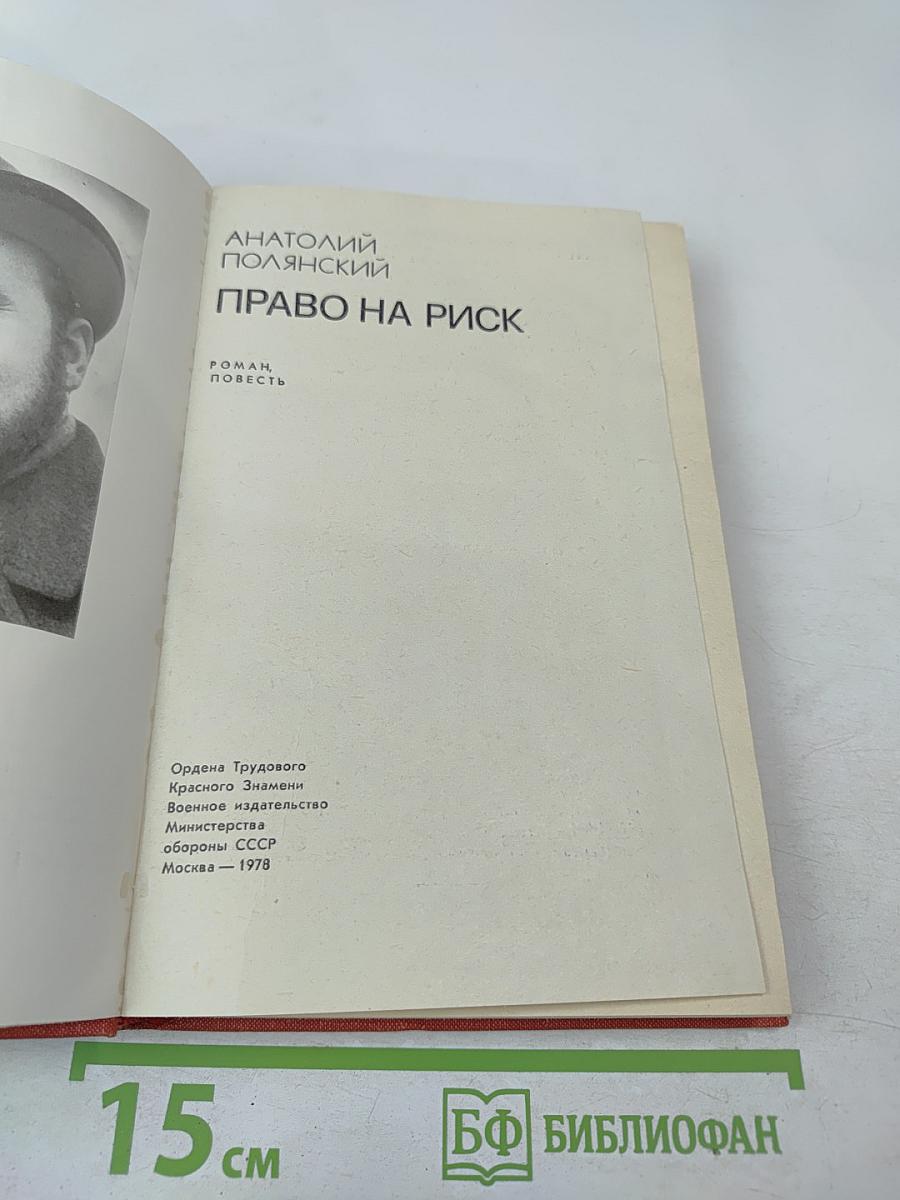 АНАТОЛИЙ
ПОЛЯНСКИЙ
ПРАВО НА РИСК
РОМАН,
ПОВЕСТЬ
Ордена Трудового
Красного Знамени
Военное издательство
Министерства
обороны СССР
Москва — 1978
15 см
БФ БИБЛИОФАН